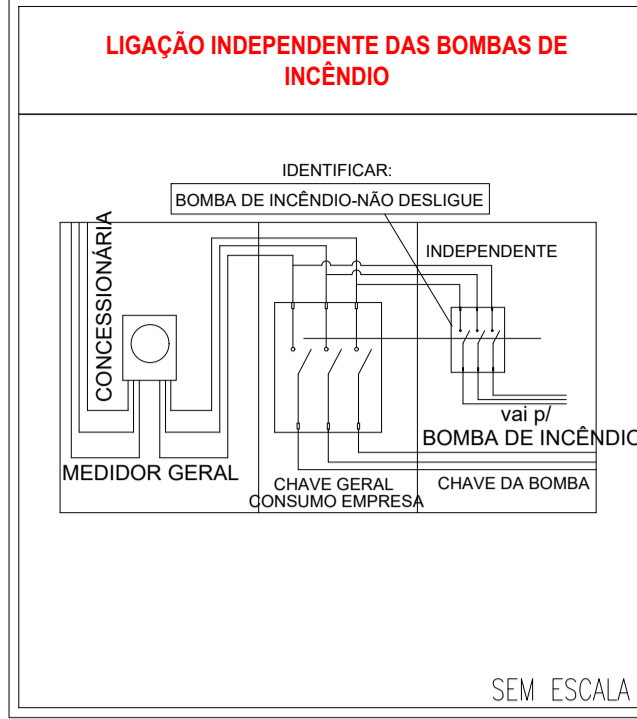 LIGAÇÃO INDEPENDENTE DAS BOMBAS DE
INCÊNDIO
IDENTIFICAR:
BOMBA DE INCÊNDIO-NÃO DESLIGUE
CONCESSIONÁRIA
INDEPENDENTE
vai p/
BOMBA DE INCÊNDIO
MEDIDOR GERAL
CHAVE GERAL
CONSUMO EMPRESA
CHAVE DA BOMBA
SEM ESCALA